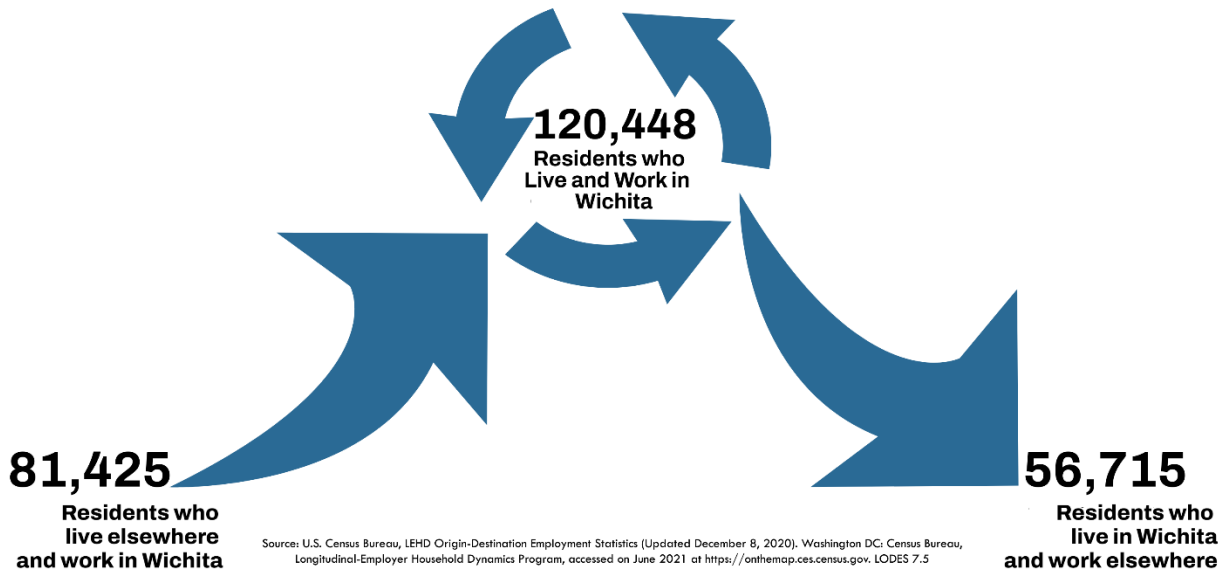 120,448
Residents who
Live and Work in
Wichita
81,425
Residents who
live elsewhere
and work in Wichita
56,715
Residents who
live in Wichita
and work elsewhere
Source: U.S. Census Bureau, LEHD Origin-Destination Employment Statistics (Updated December 8, 2020). Washington DC: Census Bureau,
Longitudinal-Employer Household Dynamics Program, accessed on June 2021 at https://onthemap.ces.census.gov. LODES 7.5